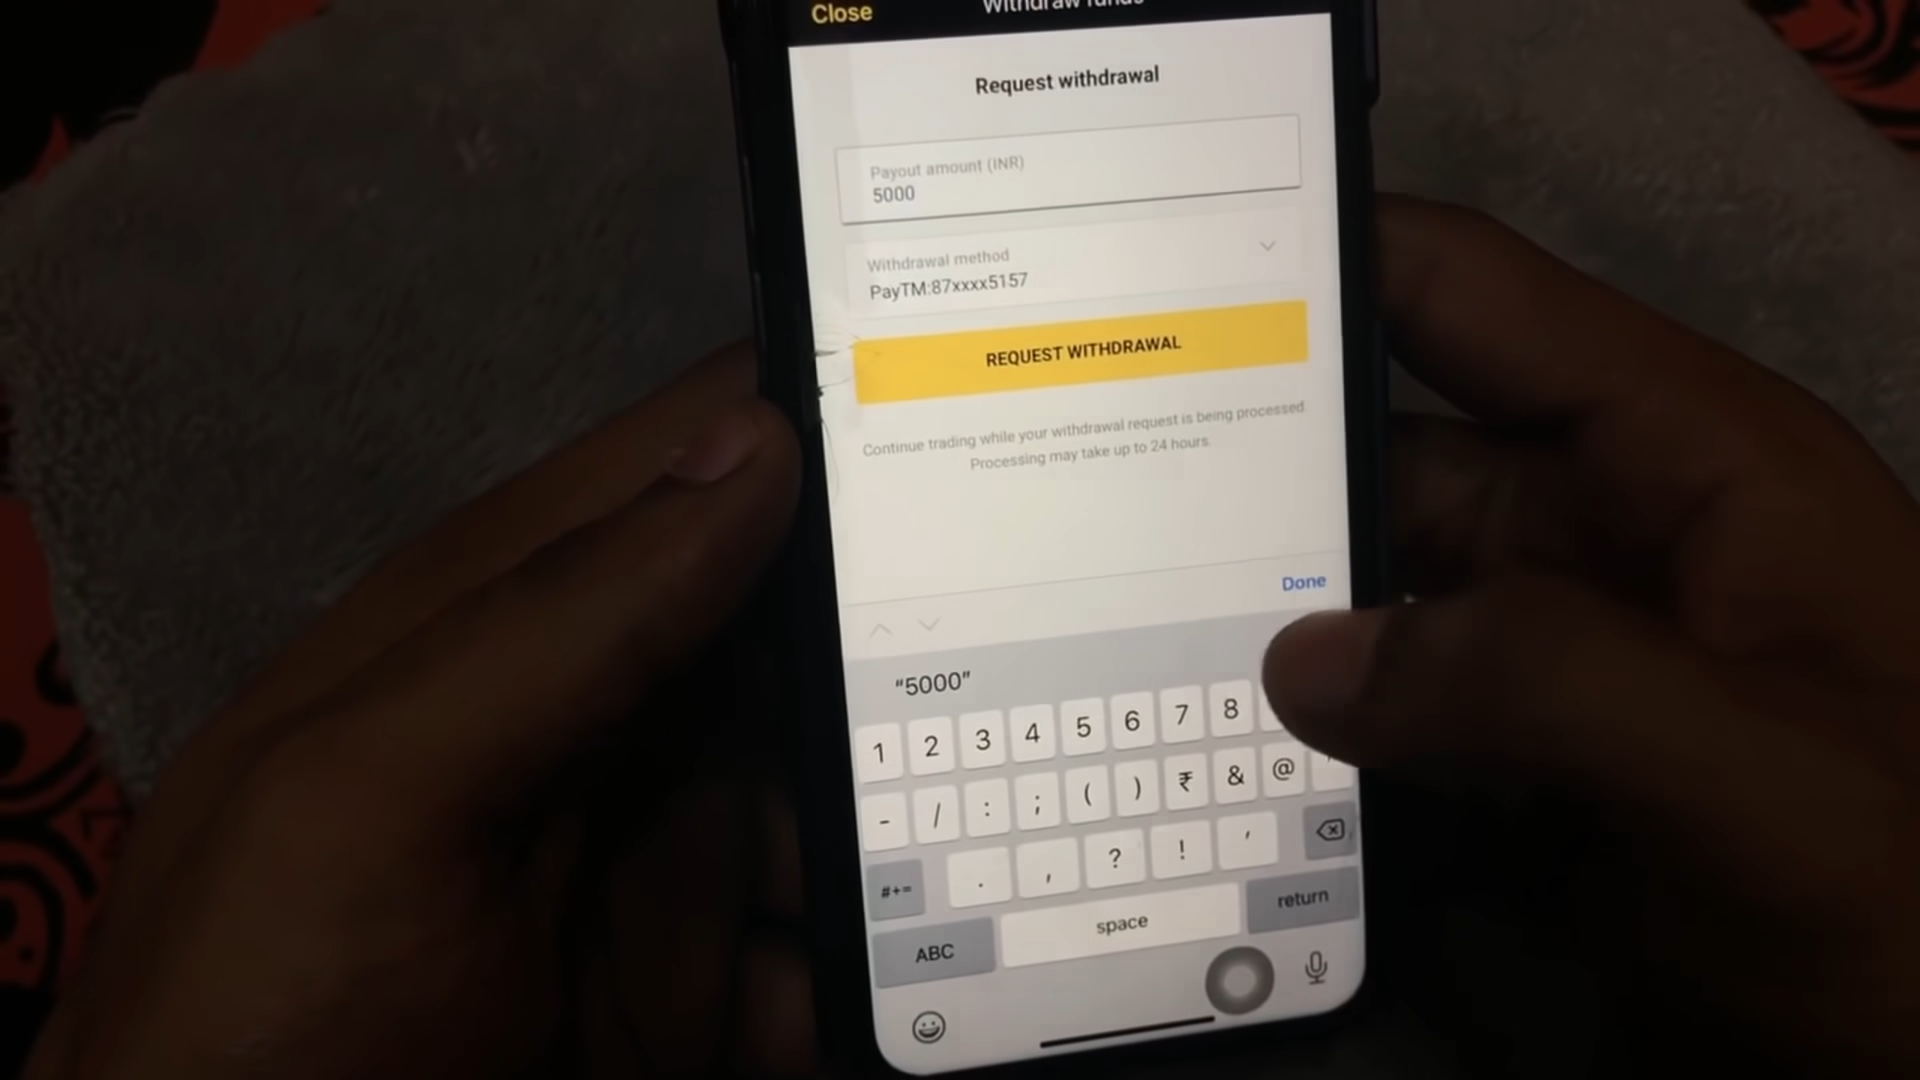 Close
Withdraw funds
Request withdrawal
Payout amount (INR)
5000
Withdrawal method
PayTM:87xxxx5157
REQUEST WITHDRAWAL
Continue trading while your withdrawal request is being processed.
Processing may take up to 24 hours.
Done
“5000”
1 2 3 4 5 6 7 8
- / : ; ( ) ₹ & @
#+= . , ? ! '
ABC space return